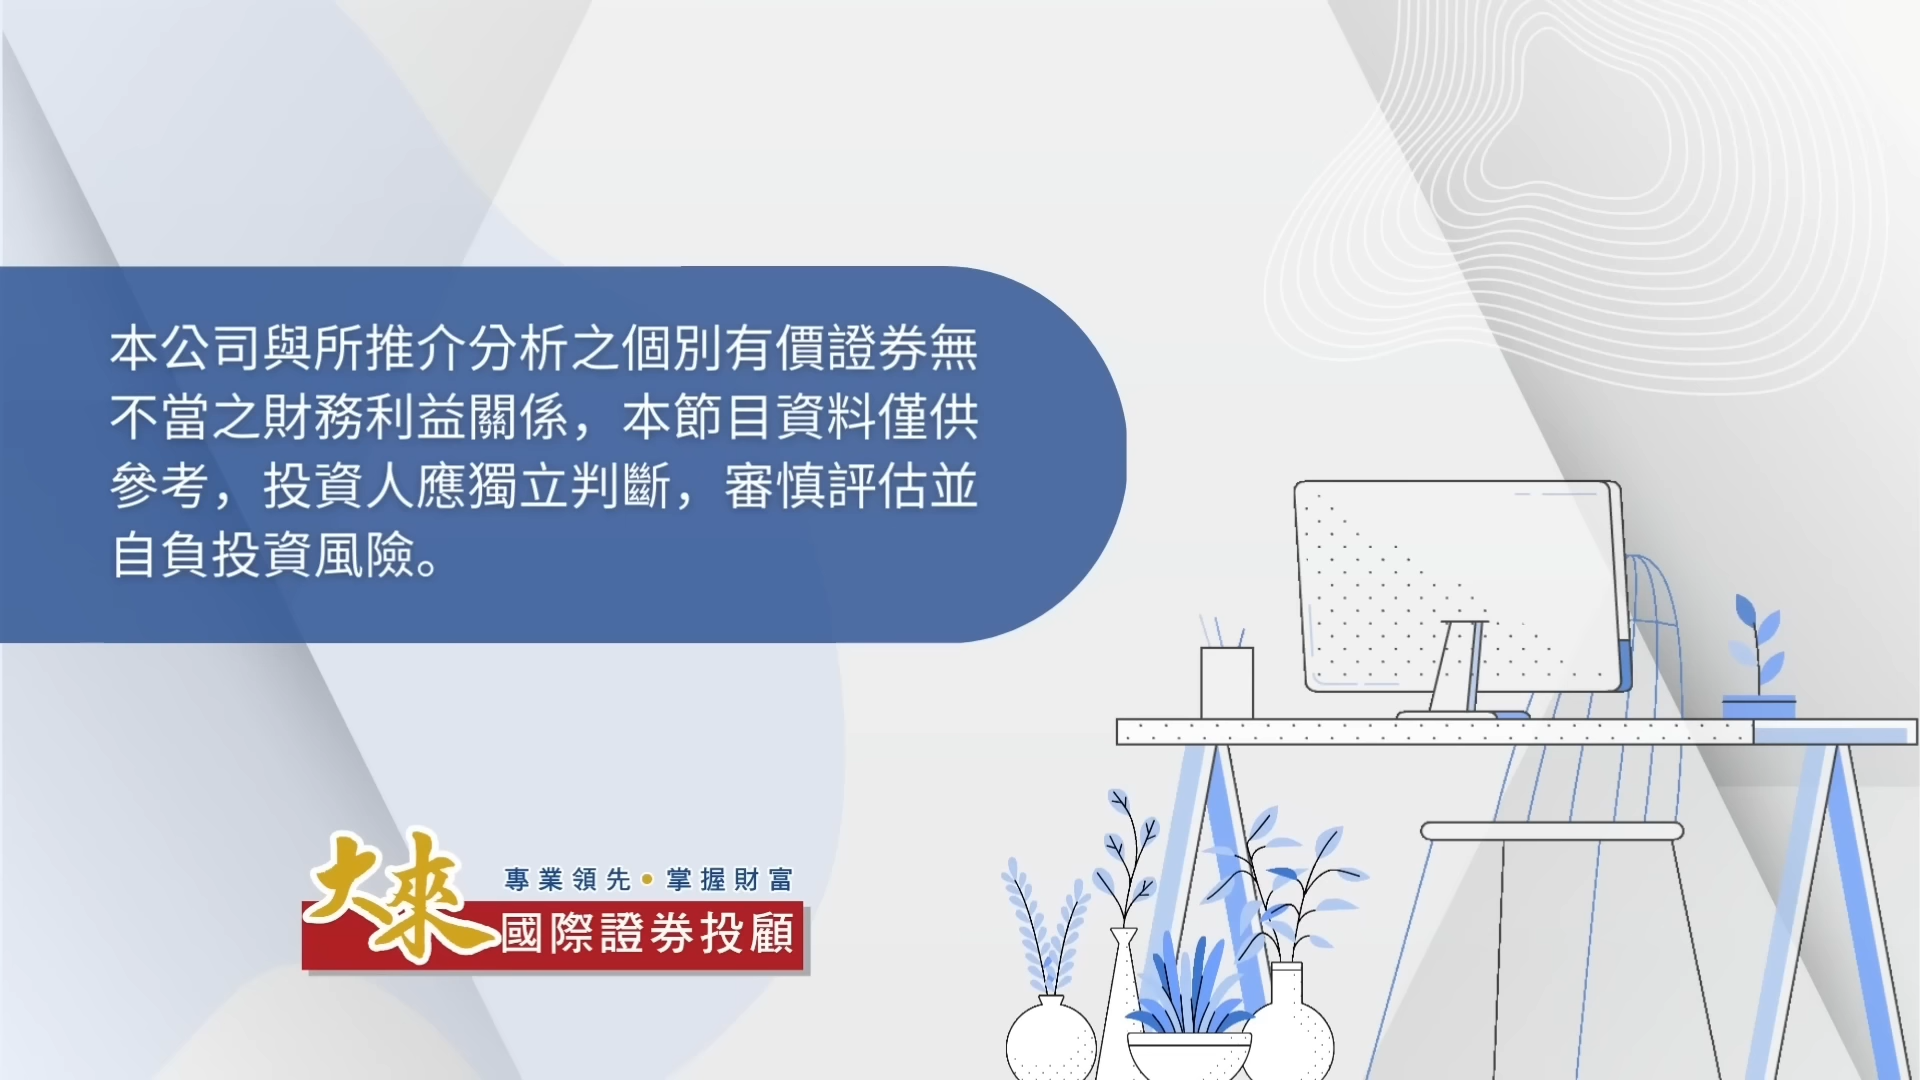 本公司與所推介分析之個別有價證券無
不當之財務利益關係，本節目資料僅供
參考，投資人應獨立判斷，審慎評估並
自負投資風險。
專業領先•掌握財富
大來國際證券投顧